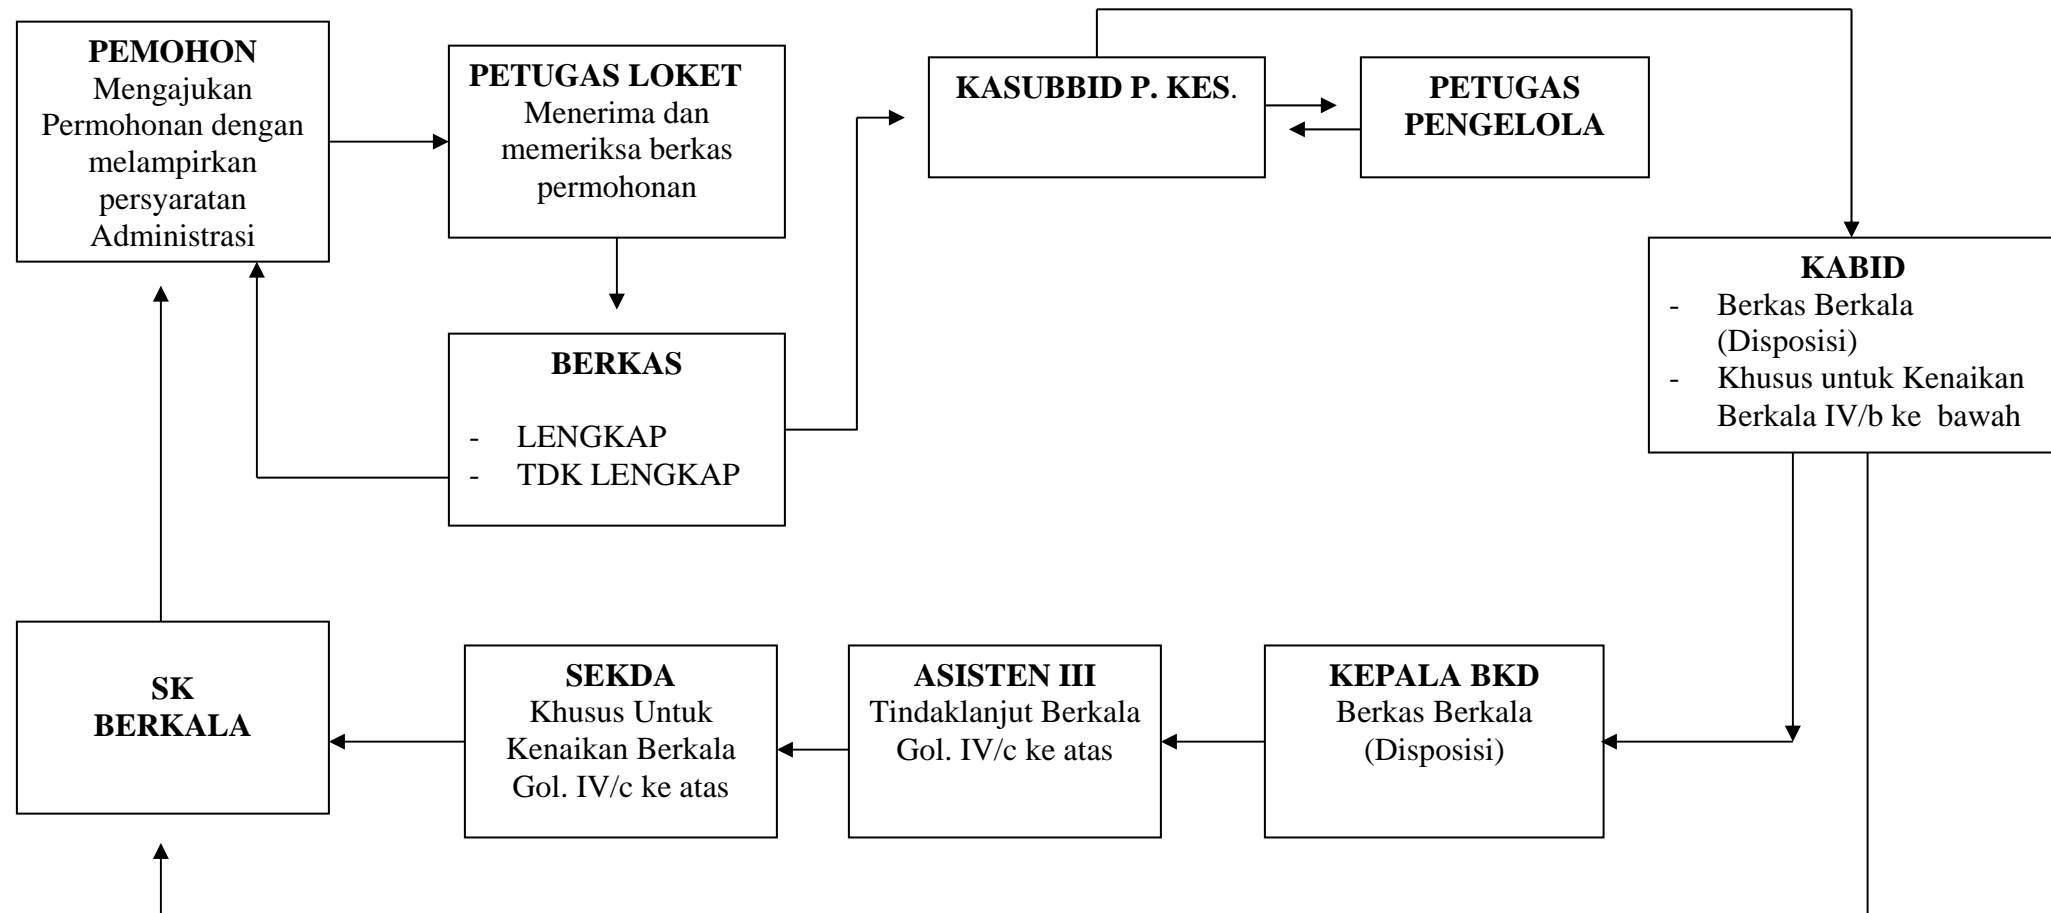 PEMOHON
Mengajukan
Permohonan dengan
melampirkan
persyaratan
Administrasi
PETUGAS LOKET
Menerima dan
memeriksa berkas
permohonan
BERKAS
- LENGKAP
- TDK LENGKAP
KASUBBID P. KES.
PETUGAS
PENGELOLA
KABID
- Berkas Berkala
(Disposisi)
- Khusus untuk Kenaikan
Berkala IV/b ke bawah
KEPALA BKD
Berkas Berkala
(Disposisi)
ASISTEN III
Tindaklanjut Berkala
Gol. IV/c ke atas
SEKDA
Khusus Untuk
Kenaikan Berkala
Gol. IV/c ke atas
SK
BERKALA